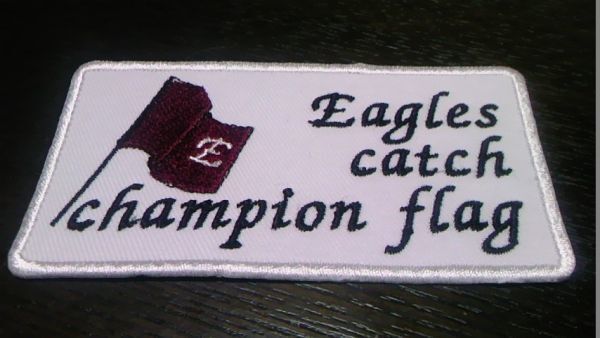 E
Eagles
catch
champion flag